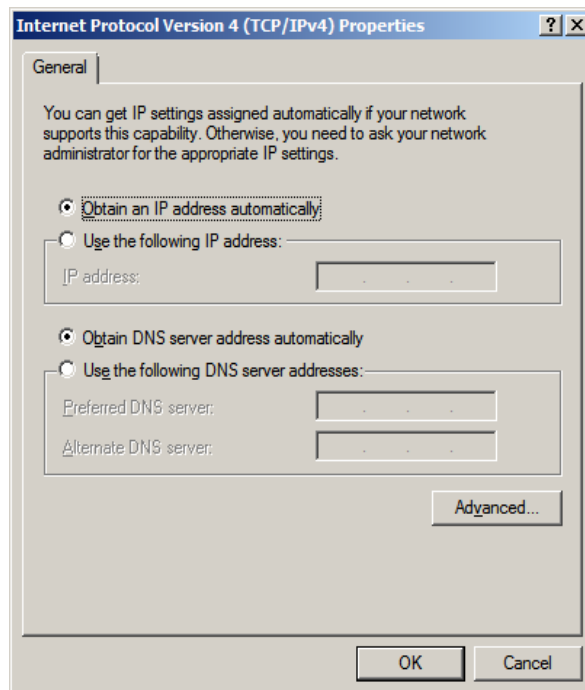 Internet Protocol Version 4 (TCP/IPv4) Properties
General
You can get IP settings assigned automatically if your network
supports this capability. Otherwise, you need to ask your network
administrator for the appropriate IP settings.
Obtain an IP address automatically
Use the following IP address:
IP address:
Obtain DNS server address automatically
Use the following DNS server addresses:
Preferred DNS server:
Alternate DNS server:
Advanced...
OK Cancel